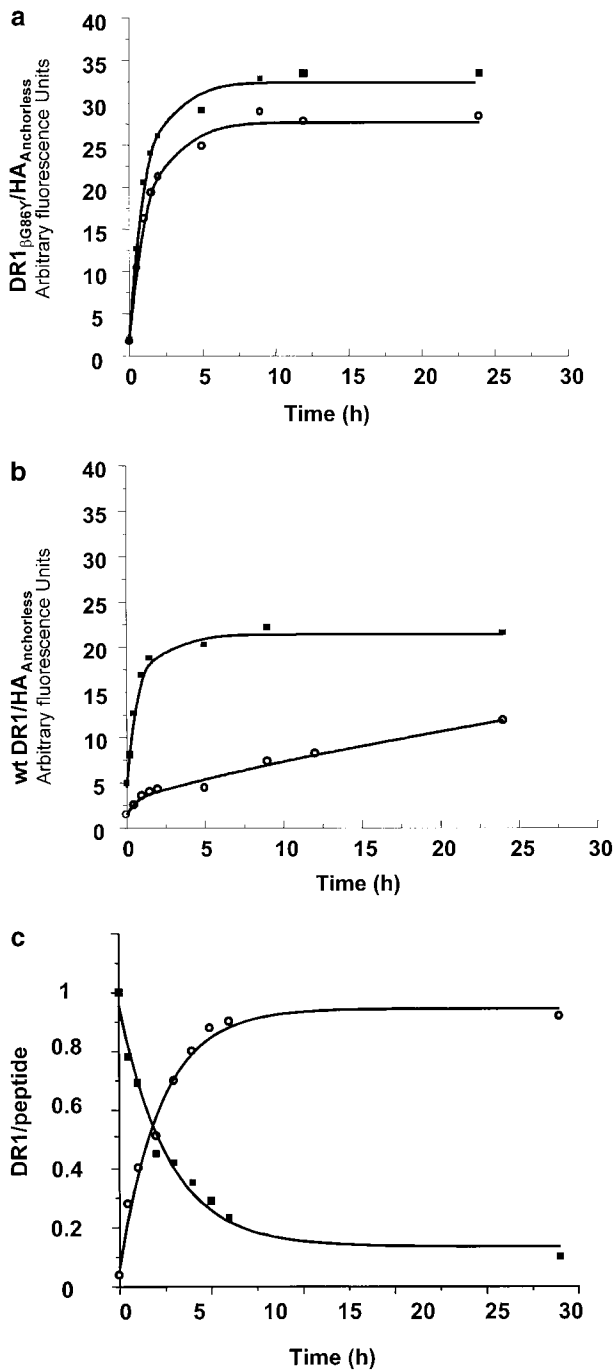 a
DR1βG86Y/HAAnchorless
Arbitrary fluorescence Units
40
35
30
25
20
15
10
5
0
0 5 10 15 20 25 30
Time (h)
b
wt DR1/HAAnchorless
Arbitrary fluorescence Units
40
35
30
25
20
15
10
5
0
0 5 10 15 20 25 30
Time (h)
c
DR1/peptide
1
0.8
0.6
0.4
0.2
0
0 5 10 15 20 25 30
Time (h)